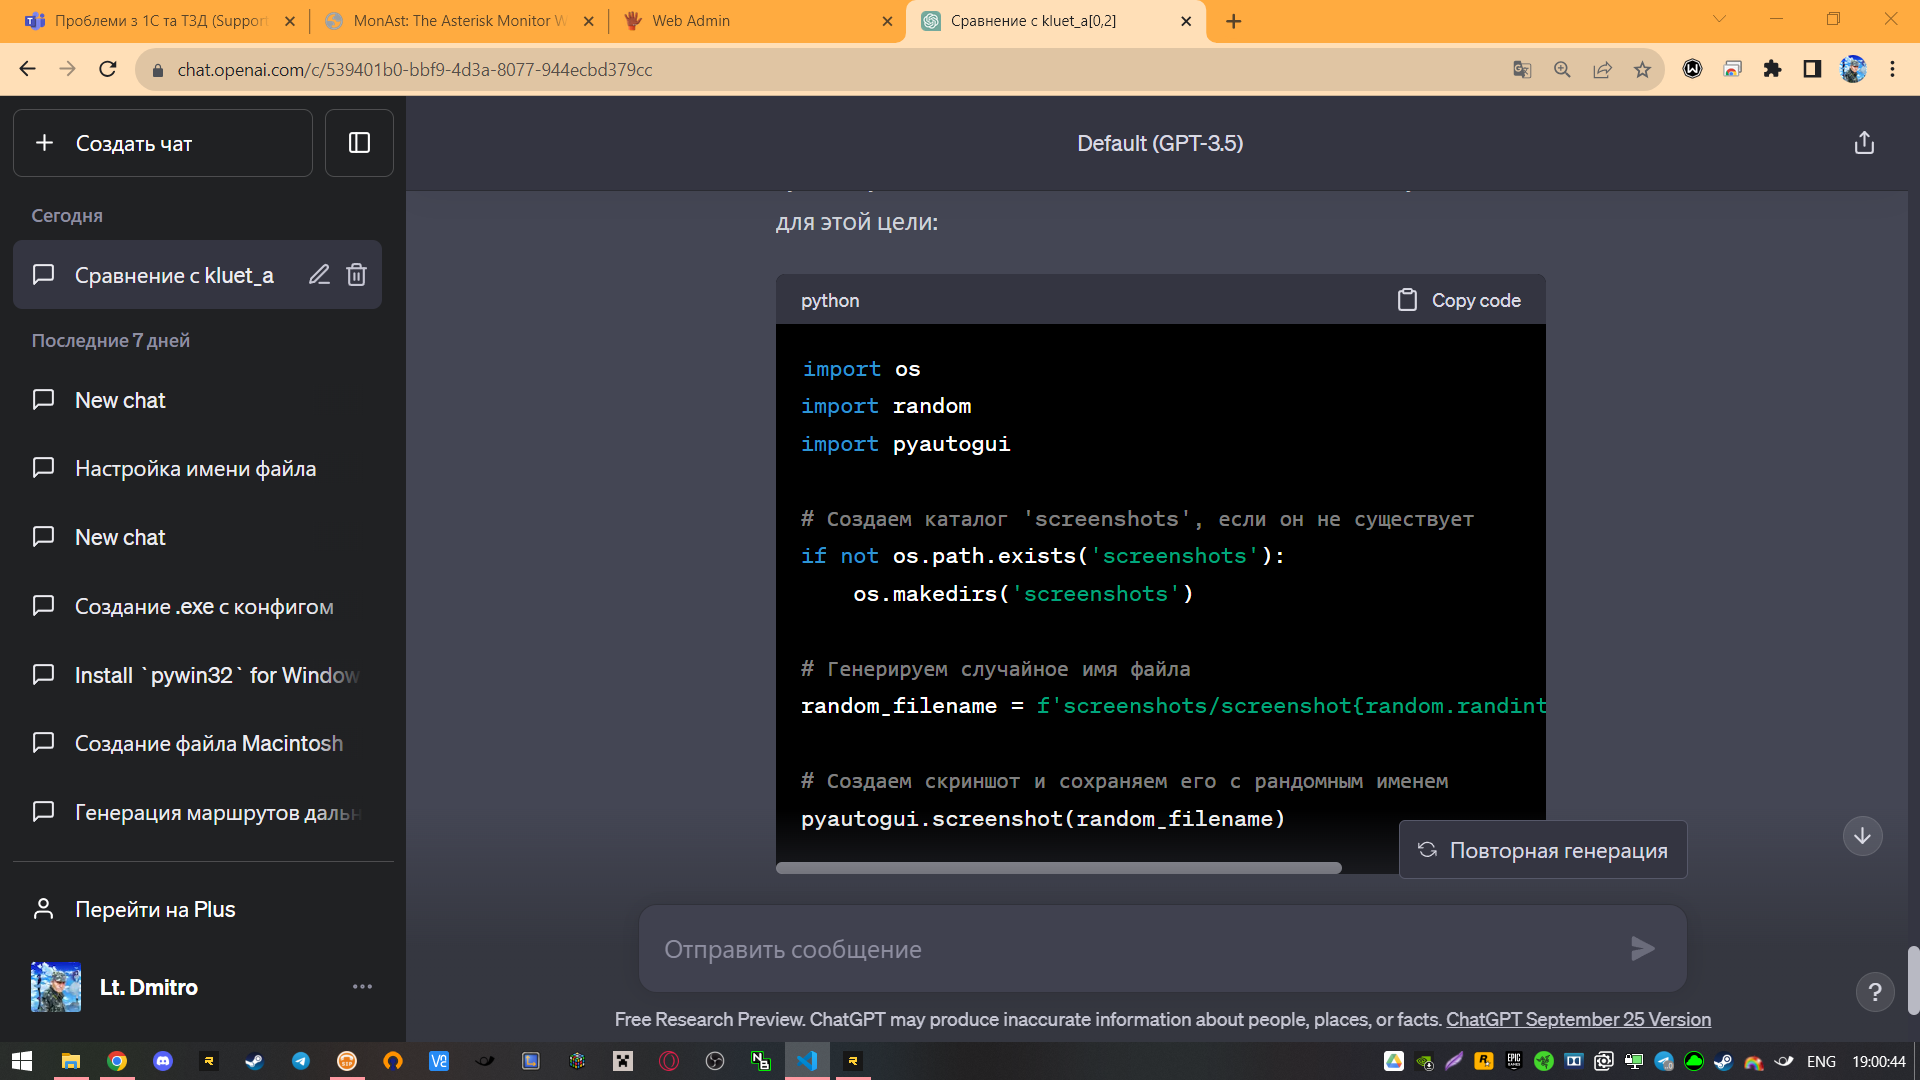 Проблеми з 1С та ТЗД (Support
MonAst: The Asterisk Monitor W
Web Admin
Сравнение с kluet_a[0,2]
chat.openai.com/c/539401b0-bbf9-4d3a-8077-944ecbd379cc
Создать чат
Default (GPT-3.5)
Сегодня
Сравнение с kluet_a
Последние 7 дней
New chat
Настройка имени файла
New chat
Создание .exe с конфигом
Install `pywin32` for Window
Создание файла Macintosh
Генерация маршрутов дальн
Перейти на Plus
Lt. Dmitro
для этой цели:
python
Copy code
import os
import random
import pyautogui
# Создаем каталог 'screenshots', если он не существует
if not os.path.exists('screenshots'):
os.makedirs('screenshots')
# Генерируем случайное имя файла
random_filename = f'screenshots/screenshot{random.randint
# Создаем скриншот и сохраняем его с рандомным именем
pyautogui.screenshot(random_filename)
Повторная генерация
Отправить сообщение
?
Free Research Preview. ChatGPT may produce inaccurate information about people, places, or facts. ChatGPT September 25 Version
ENG
19:00:44